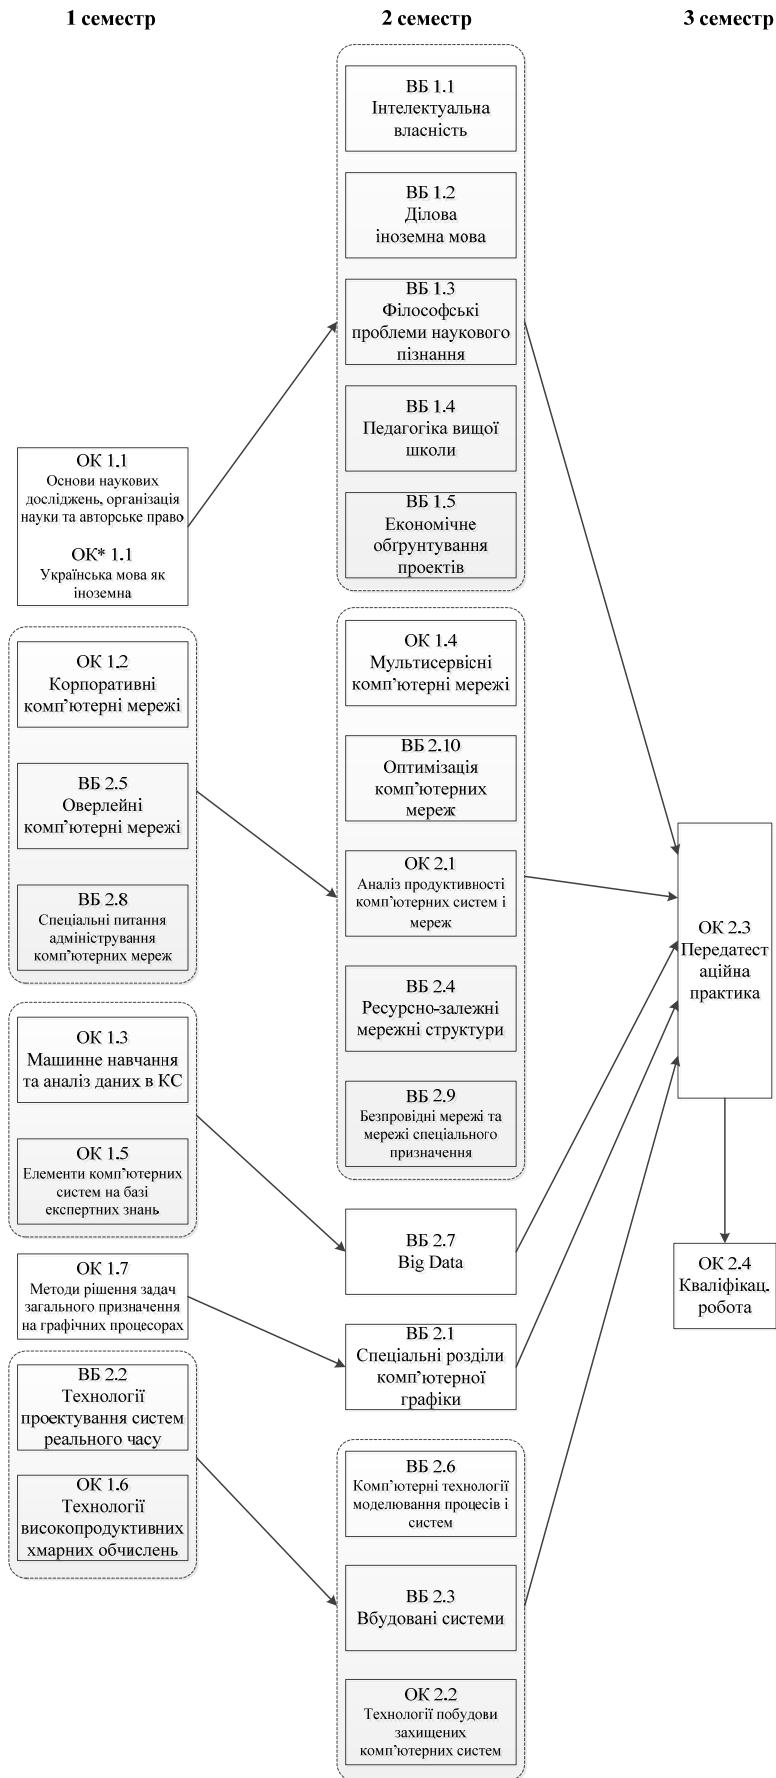 1 семестр
2 семестр
3 семестр
ОК 1.1
Основи наукових
досліджень, організація
науки та авторське право
ОК* 1.1
Українська мова як
іноземна
ОК 1.2
Корпоративні
комп’ютерні мережі
ВБ 2.5
Оверлейні
комп’ютерні мережі
ВБ 2.8
Спеціальні питання
адміністрування
комп’ютерних мереж
ОК 1.3
Машинне навчання
та аналіз даних в КС
ОК 1.5
Елементи комп’ютерних
систем на базі
експертних знань
ОК 1.7
Методи рішення задач
загального призначення
на графічних процесорах
ВБ 2.2
Технології
проектування систем
реального часу
ОК 1.6
Технології
високопродуктивних
хмарних обчислень
ВБ 1.1
Інтелектуальна
власність
ВБ 1.2
Ділова
іноземна мова
ВБ 1.3
Філософські
проблеми наукового
пізнання
ВБ 1.4
Педагогіка вищої
школи
ВБ 1.5
Економічне
обґрунтування
проектів
ОК 1.4
Мультисервісні
комп’ютерні мережі
ВБ 2.10
Оптимізація
комп’ютерних
мереж
ОК 2.1
Аналіз продуктивності
комп’ютерних систем і
мереж
ВБ 2.4
Ресурсно-залежні
мережні структури
ВБ 2.9
Безпровідні мережі та
мережі спеціального
призначення
ВБ 2.7
Big Data
ВБ 2.1
Спеціальні розділи
комп’ютерної
графіки
ВБ 2.6
Комп’ютерні технології
моделювання процесів і
систем
ВБ 2.3
Вбудовані системи
ОК 2.2
Технології побудови
захищених
комп’ютерних систем
ОК 2.3
Передатест
аційна
практика
ОК 2.4
Кваліфікац.
робота